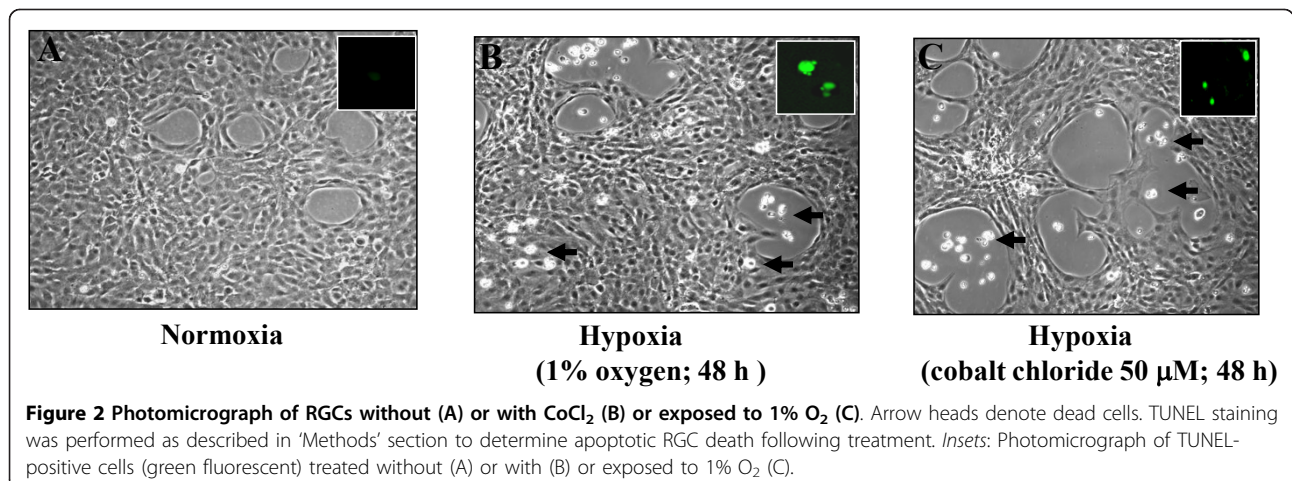 A
B
C
Normoxia
Hypoxia
(1% oxygen; 48 h )
Hypoxia
(cobalt chloride 50 μM; 48 h)
Figure 2 Photomicrograph of RGCs without (A) or with CoCl₂ (B) or exposed to 1% O₂ (C). Arrow heads denote dead cells. TUNEL staining
was performed as described in ‘Methods’ section to determine apoptotic RGC death following treatment. Insets: Photomicrograph of TUNEL-
positive cells (green fluorescent) treated without (A) or with (B) or exposed to 1% O₂ (C).